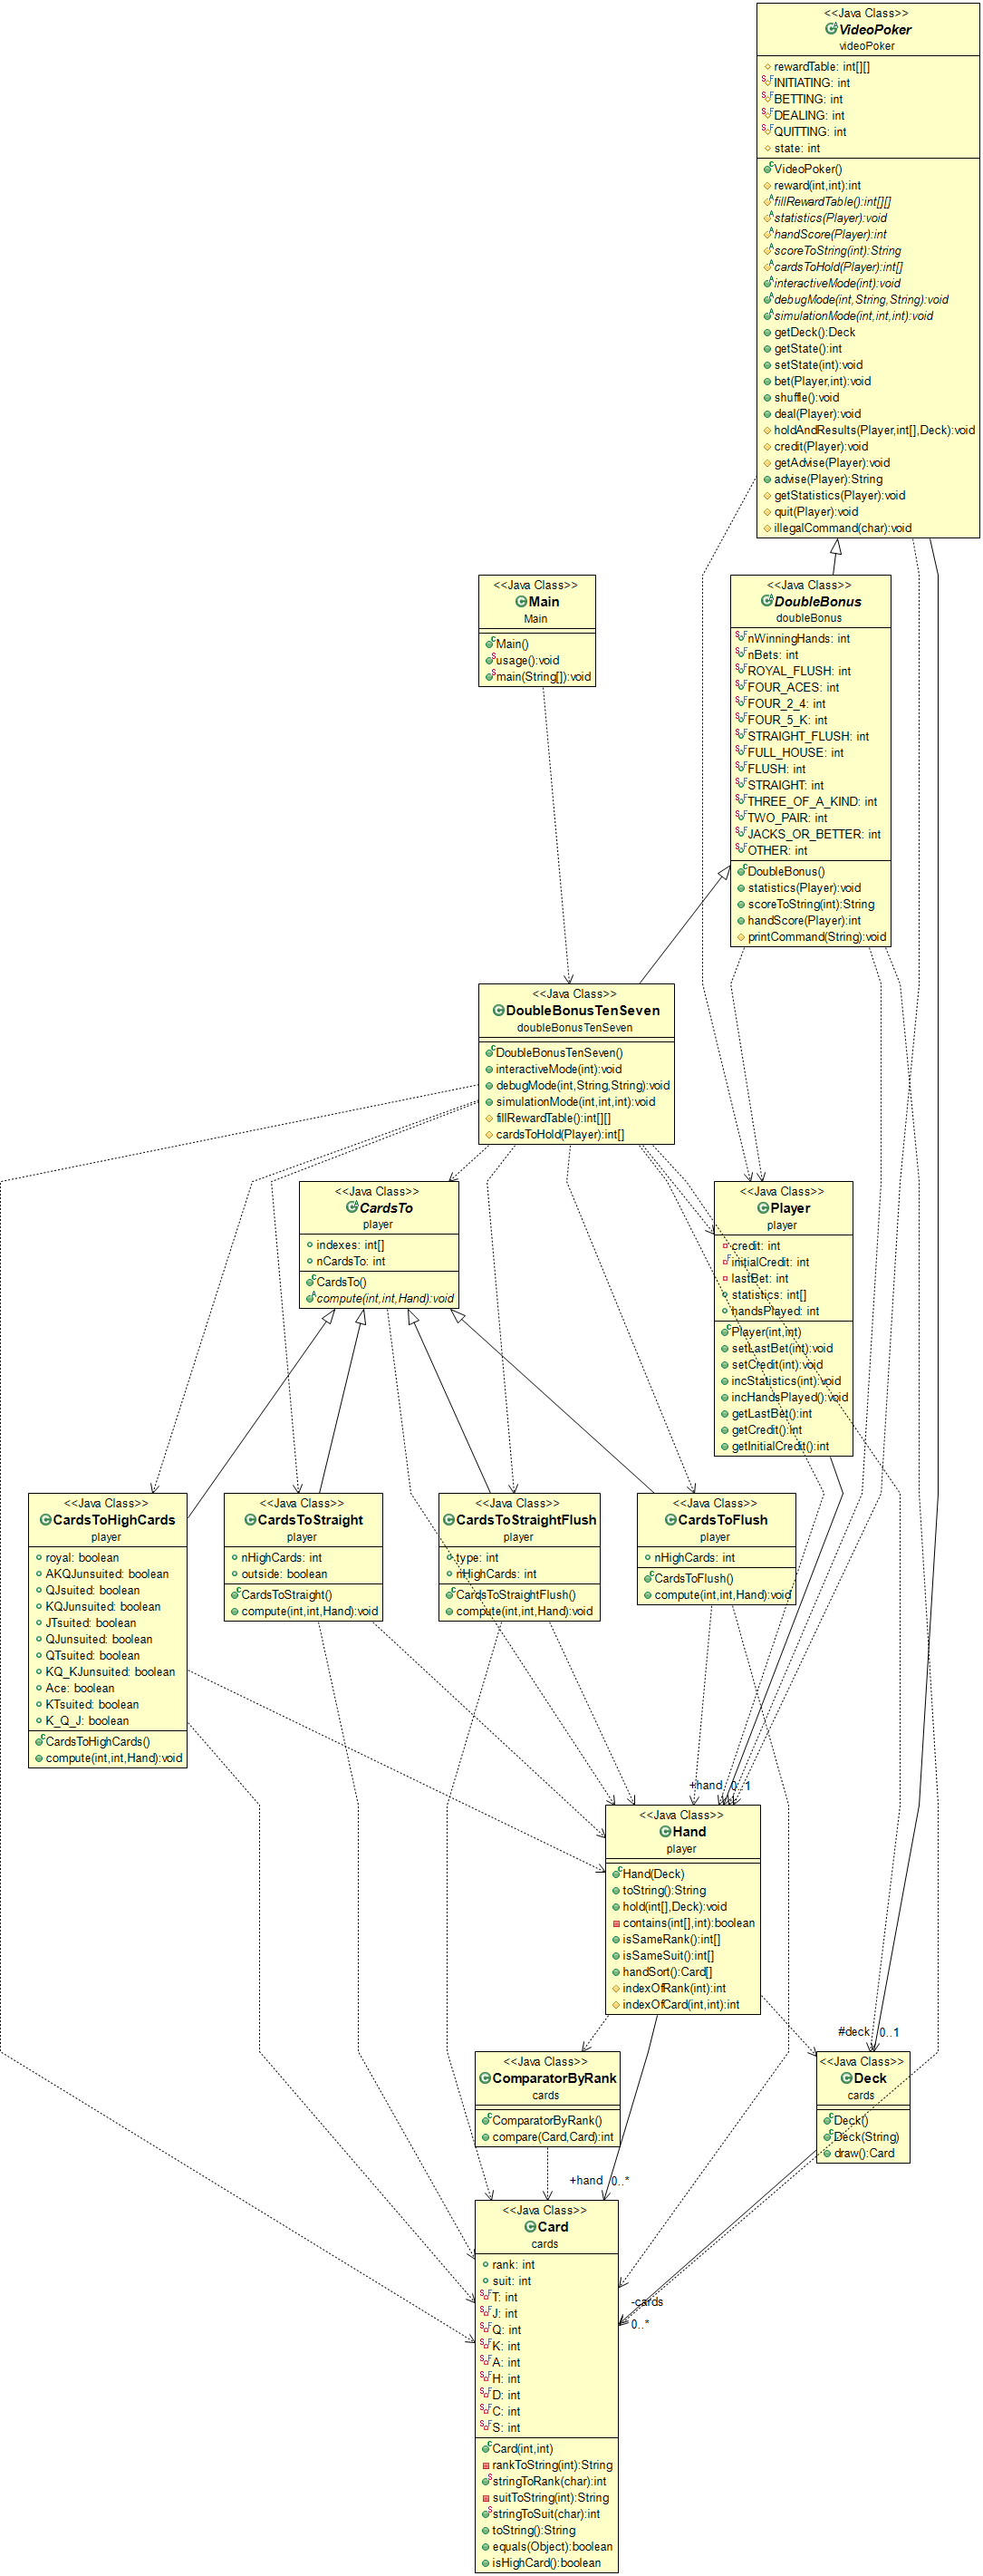 <<Java Class>>
VideoPoker
videoPoker
rewardTable: int[][]
INITIATING: int
BETTING: int
DEALING: int
QUITTING: int
state: int
VideoPoker()
reward(int,int):int
fillRewardTable():int[][]
statistics(Player):void
handScore(Player):int
scoreToString(int):String
cardsToHold(Player):int[]
interactiveMode(int):void
debugMode(int,String,String):void
simulationMode(int,int,int):void
getDeck():Deck
getState():int
setState(int):void
bet(Player,int):void
shuffle():void
deal(Player):void
holdAndResults(Player,int[],Deck):void
credit(Player):void
getAdvise(Player):void
advise(Player):String
getStatistics(Player):void
quit(Player):void
illegalCommand(char):void
<<Java Class>>
Main
Main
Main()
usage():void
main(String[]):void
<<Java Class>>
DoubleBonus
doubleBonus
nWinningHands: int
nBets: int
ROYAL_FLUSH: int
FOUR_ACES: int
FOUR_2_4: int
FOUR_5_K: int
STRAIGHT_FLUSH: int
FULL_HOUSE: int
FLUSH: int
STRAIGHT: int
THREE_OF_A_KIND: int
TWO_PAIR: int
JACKS_OR_BETTER: int
OTHER: int
DoubleBonus()
statistics(Player):void
scoreToString(int):String
handScore(Player):int
printCommand(String):void
<<Java Class>>
DoubleBonusTenSeven
doubleBonusTenSeven
DoubleBonusTenSeven()
interactiveMode(int):void
debugMode(int,String,String):void
simulationMode(int,int,int):void
fillRewardTable():int[][]
cardsToHold(Player):int[]
<<Java Class>>
CardsTo
player
indexes: int[]
nCardsTo: int
CardsTo()
compute(int,int,Hand):void
<<Java Class>>
Player
player
credit: int
initialCredit: int
lastBet: int
statistics: int[]
handsPlayed: int
Player(int,int)
setLastBet(int):void
setCredit(int):void
incStatistics(int):void
incHandsPlayed():void
getLastBet():int
getCredit():int
getInitialCredit():int
<<Java Class>>
CardsToHighCards
player
royal: boolean
AKQJunsuited: boolean
QJsuited: boolean
KQJunsuited: boolean
JTsuited: boolean
QJunsuited: boolean
QTsuited: boolean
KQ_KJunsuited: boolean
Ace: boolean
KTsuited: boolean
K_Q_J: boolean
CardsToHighCards()
compute(int,int,Hand):void
<<Java Class>>
CardsToStraight
player
nHighCards: int
outside: boolean
CardsToStraight()
compute(int,int,Hand):void
<<Java Class>>
CardsToStraightFlush
player
type: int
nHighCards: int
CardsToStraightFlush()
compute(int,int,Hand):void
<<Java Class>>
CardsToFlush
player
nHighCards: int
CardsToFlush()
compute(int,int,Hand):void
+hand 0..1
<<Java Class>>
Hand
player
Hand(Deck)
toString():String
hold(int[],Deck):void
contains(int[],int):boolean
isSameRank():int[]
isSameSuit():int[]
handSort():Card[]
indexOfRank(int):int
indexOfCard(int,int):int
#deck 0..1
<<Java Class>>
ComparatorByRank
cards
ComparatorByRank()
compare(Card,Card):int
<<Java Class>>
Deck
cards
Deck()
Deck(String)
draw():Card
+hand 0..*
<<Java Class>>
Card
cards
rank: int
suit: int
T: int
J: int
Q: int
K: int
A: int
H: int
D: int
C: int
S: int
Card(int,int)
rankToString(int):String
stringToRank(char):int
suitToString(int):String
stringToSuit(char):int
toString():String
equals(Object):boolean
isHighCard():boolean
-cards
0..*